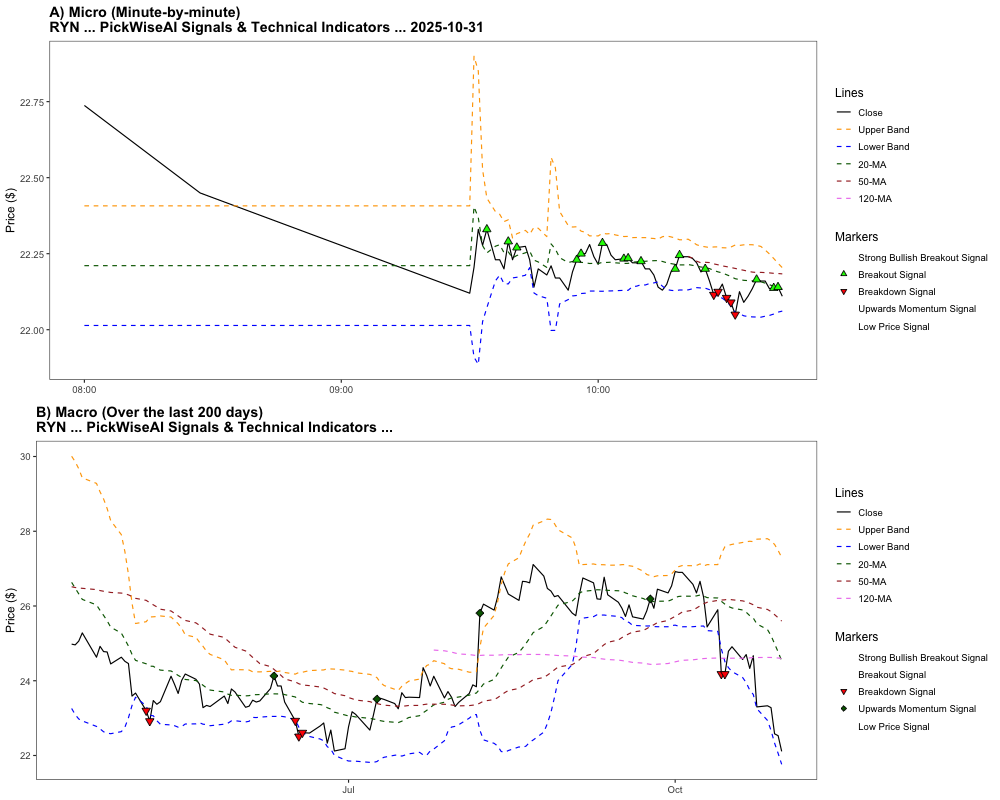 A) Micro (Minute-by-minute)
RYN ... PickWiseAI Signals & Technical Indicators ... 2025-10-31
Price ($)
22.75
22.50
22.25
22.00
08:00
09:00
10:00
Lines
Close
Upper Band
Lower Band
20-MA
50-MA
120-MA
Markers
Strong Bullish Breakout Signal
Breakout Signal
Breakdown Signal
Upwards Momentum Signal
Low Price Signal
B) Macro (Over the last 200 days)
RYN ... PickWiseAI Signals & Technical Indicators ...
Price ($)
30
28
26
24
22
Jul
Oct
Lines
Close
Upper Band
Lower Band
20-MA
50-MA
120-MA
Markers
Strong Bullish Breakout Signal
Breakout Signal
Breakdown Signal
Upwards Momentum Signal
Low Price Signal